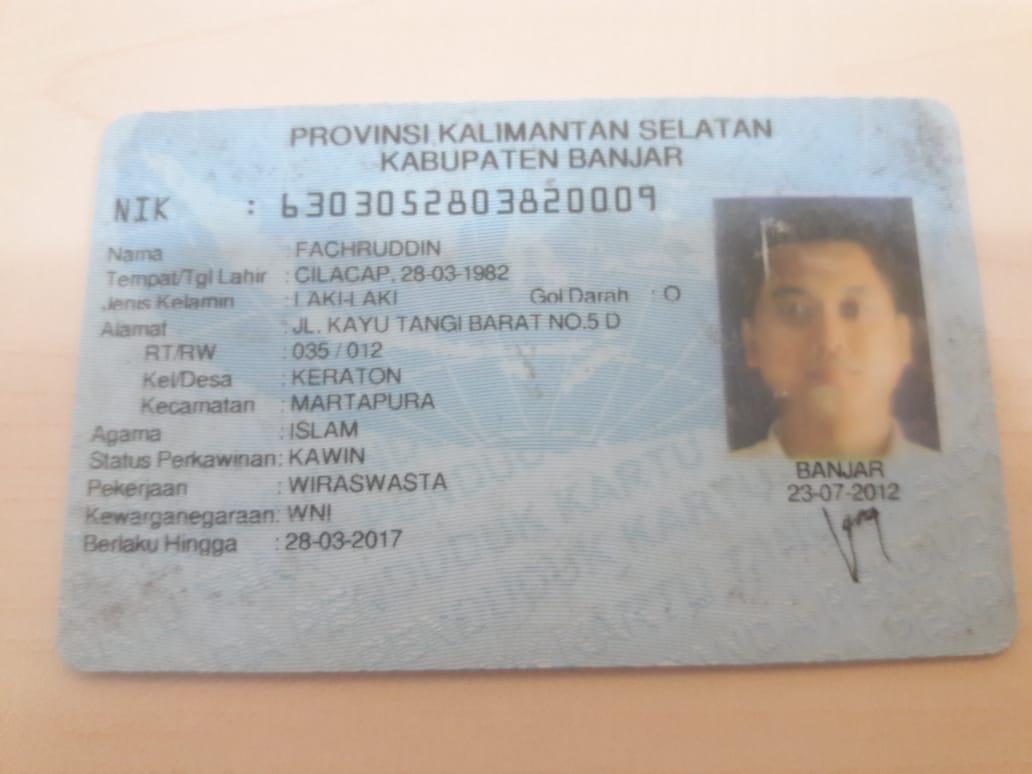 PROVINSI KALIMANTAN SELATAN
KABUPATEN BANJAR
NIK : 6303052803820009
Nama : FACHRUDDIN
Tempat/Tgl Lahir : CILACAP, 28-03-1982
Jenis Kelamin : LAKI-LAKI Gol Darah : O
Alamat : JL. KAYU TANGI BARAT NO.5 D
RT/RW : 035 / 012
Kel/Desa : KERATON
Kecamatan : MARTAPURA
Agama : ISLAM
Status Perkawinan: KAWIN
Pekerjaan : WIRASWASTA
Kewarganegaraan: WNI
Berlaku Hingga : 28-03-2017
BANJAR
23-07-2012